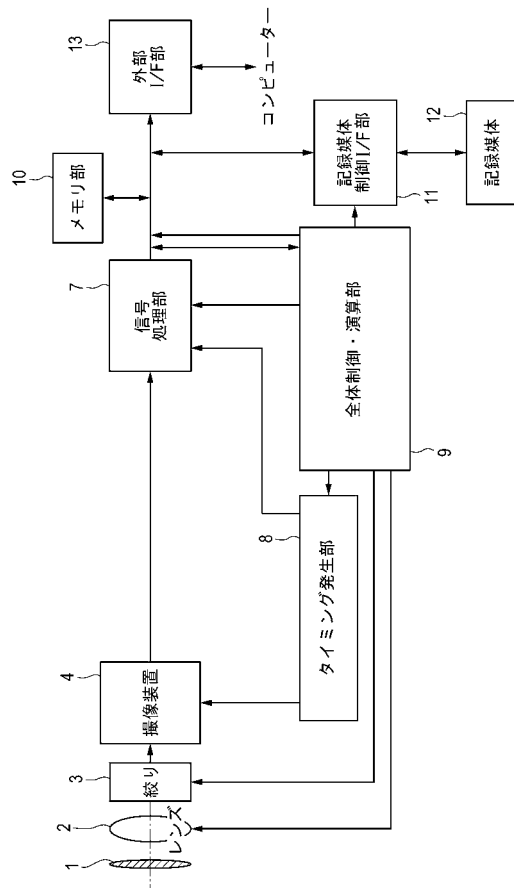 1
2
レンズ
3
絞り
4
撮像装置
7
信号
処理部
10
メモリ部
13
外部
I/F部
コンピューター
8
タイミング発生部
9
全体制御・演算部
11
記録媒体
制御I/F部
12
記録媒体